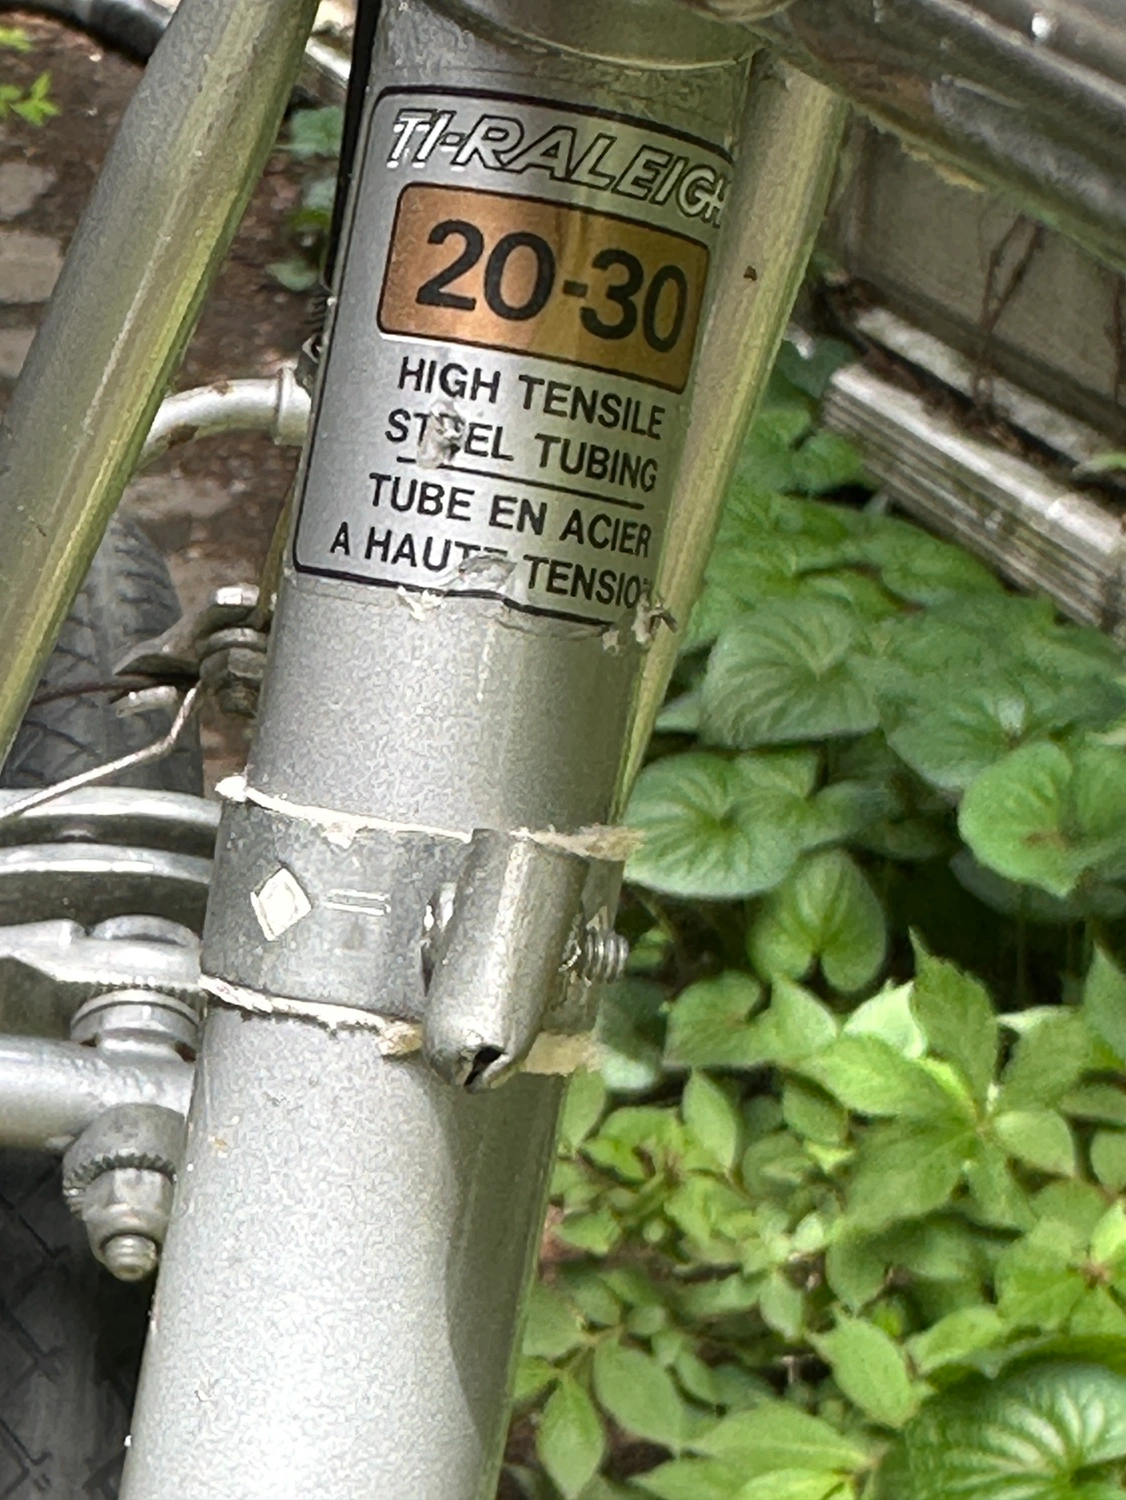 TI-RALEIGH
20-30
HIGH TENSILE
STEEL TUBING
TUBE EN ACIER
A HAUTE TENSION